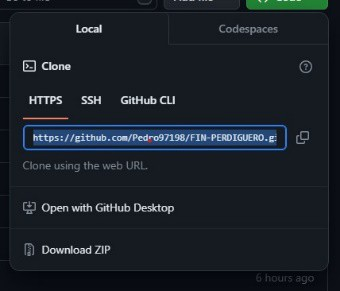 Local
Codespaces
Clone
HTTPS
SSH
GitHub CLI
https://github.com/Pedro97198/FIN-PERDIGUERO.g
Clone using the web URL.
Open with GitHub Desktop
Download ZIP
6 hours ago